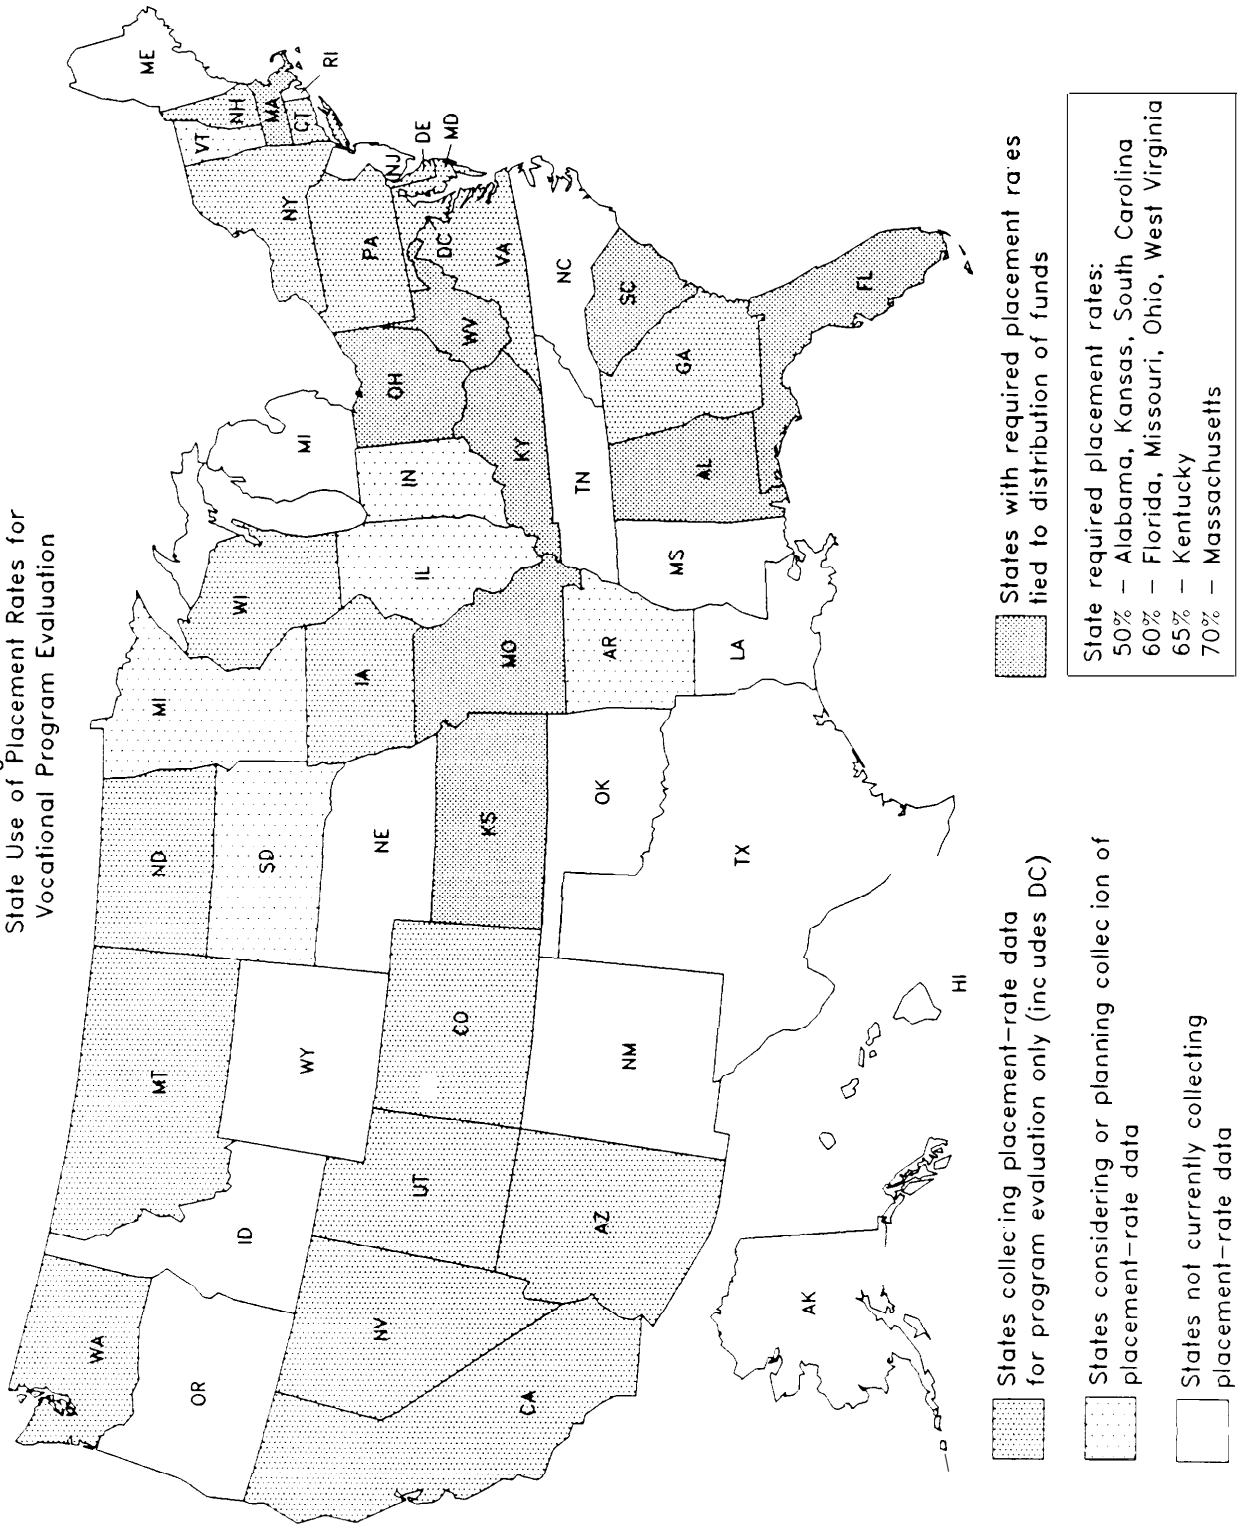 State Use of Placement Rates for
Vocational Program Evaluation
WA
OR
CA
NV
ID
MT
WY
UT
AZ
CO
NM
ND
SD
NE
KS
OK
TX
MI
IA
MO
AR
LA
WI
IL
MS
MI
IN
KY
TN
AL
OH
WV
GA
FL
SC
NC
VA
DC
PA
NY
NJ
DE
MD
VT
NH
MA
CT
RI
ME
AK
HI
States collecing placement-rate data
for program evaluation only (inc udes DC)
States considering or planning collecion of
placement-rate data
States not currently collecting
placement-rate data
States with required placement ra es
tied to distribution of funds
State required placement rates:
50% – Alabama, Kansas, South Carolina
60% – Florida, Missouri, Ohio, West Virginia
65% – Kentucky
70% – Massachusetts